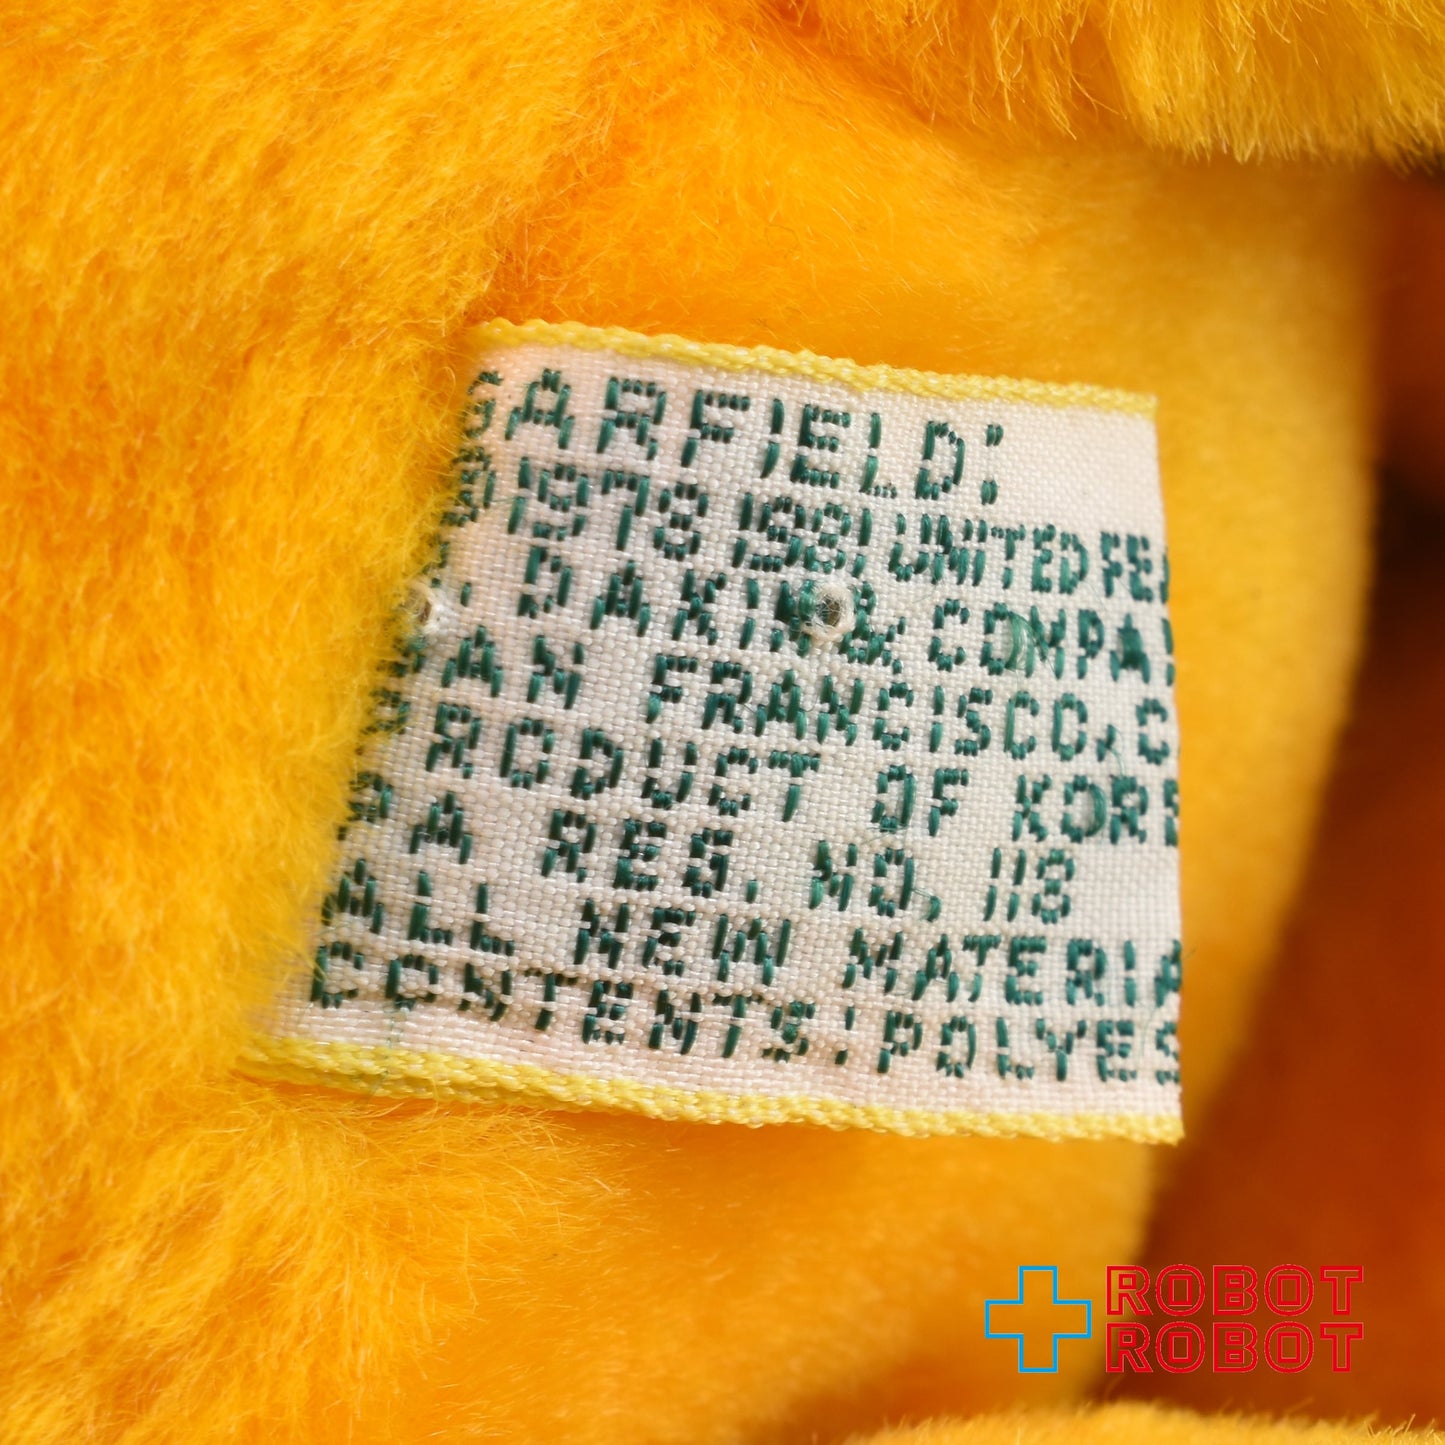 GARFIELD:
© 1978 1981 UNITED FEA
. DAKIN & COMPA
SAN FRANCISCO, C
PRODUCT OF KORE
PA REG. NO. 118
ALL NEW MATERIA
CONTENTS: POLYES
ROBOT
ROBOT